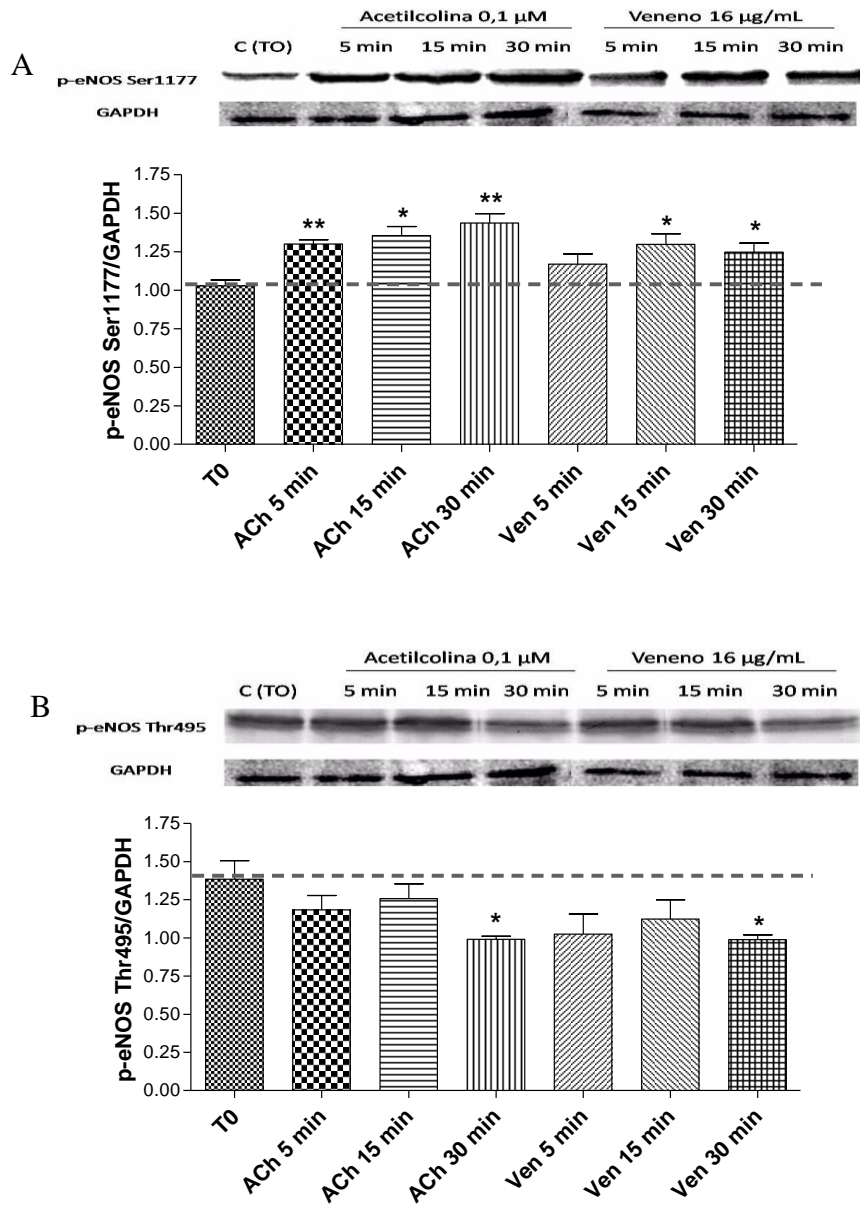 A
Acetilcolina 0,1 µM Veneno 16 µg/mL
C (TO) 5 min 15 min 30 min 5 min 15 min 30 min
p-eNOS Ser1177
GAPDH
p-eNOS Ser1177/GAPDH
1.75
1.50
1.25
1.00
0.75
0.50
0.25
0.00
** * ** * *
T0 ACh 5 min ACh 15 min ACh 30 min Ven 5 min Ven 15 min Ven 30 min
B
Acetilcolina 0,1 µM Veneno 16 µg/mL
C (TO) 5 min 15 min 30 min 5 min 15 min 30 min
p-eNOS Thr495
GAPDH
p-eNOS Thr495/GAPDH
1.75
1.50
1.25
1.00
0.75
0.50
0.25
0.00
* *
T0 ACh 5 min ACh 15 min ACh 30 min Ven 5 min Ven 15 min Ven 30 min